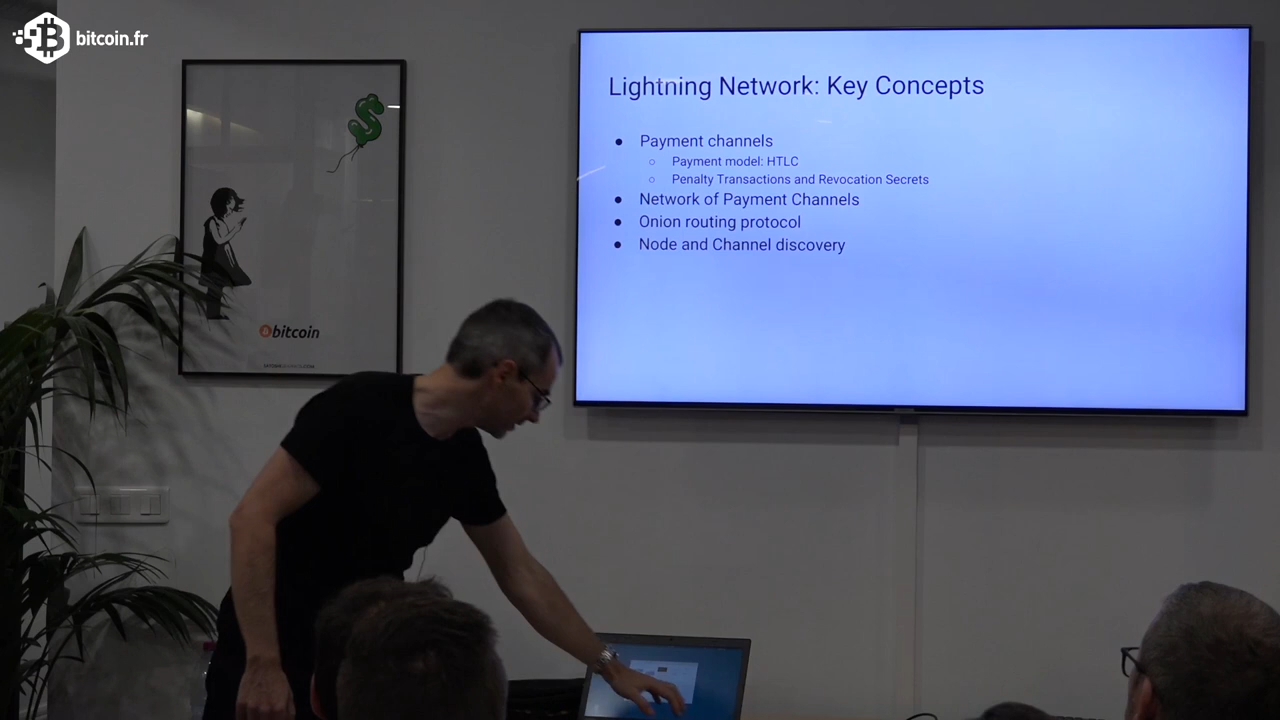 bitcoin.fr
Lightning Network: Key Concepts
Payment channels
Payment model: HTLC
Penalty Transactions and Revocation Secrets
Network of Payment Channels
Onion routing protocol
Node and Channel discovery
bitcoin